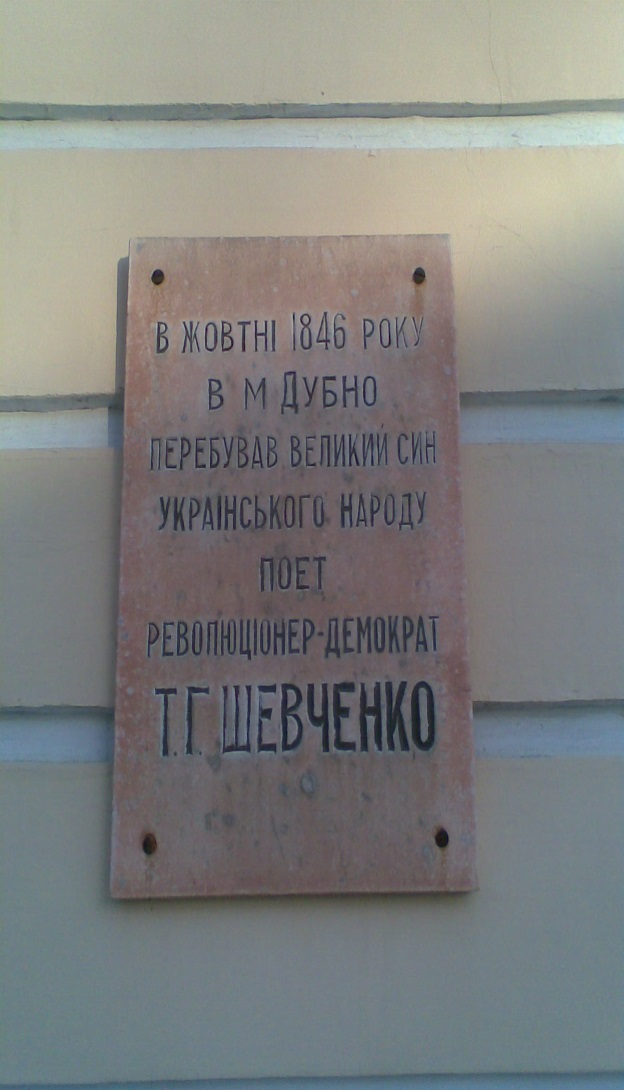 В ЖОВТНІ 1846 РОКУ
В М ДУБНО
ПЕРЕБУВАВ ВЕЛИКИЙ СИН
УКРАЇНСЬКОГО НАРОДУ
ПОЕТ
РЕВОЛЮЦІОНЕР-ДЕМОКРАТ
Т.Г. ШЕВЧЕНКО